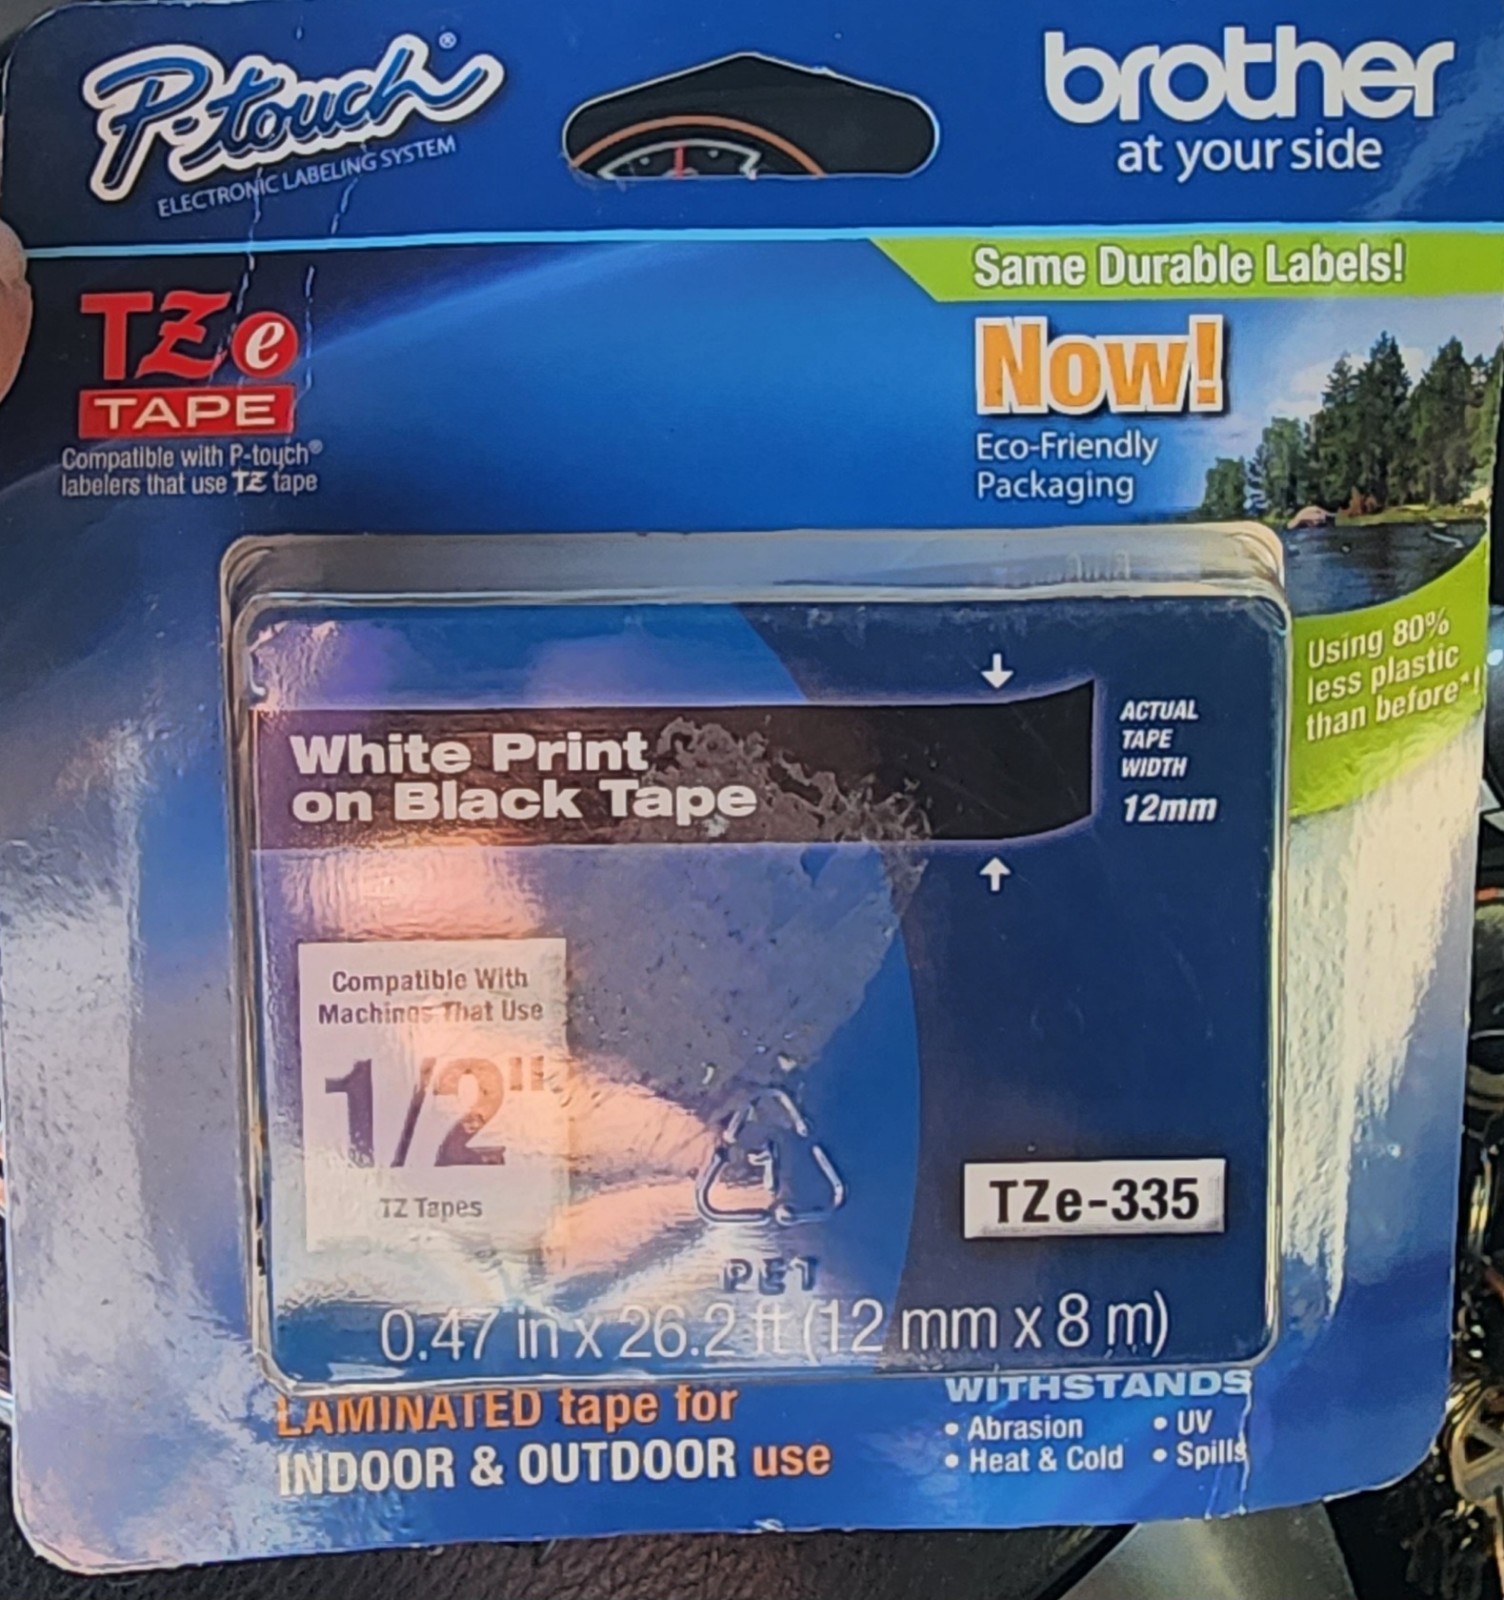 P-touch®
ELECTRONIC LABELING SYSTEM
brother
at your side
Same Durable Labels!
TZe
TAPE
Compatible with P-touch®
labelers that use TZ tape
Now!
Eco-Friendly
Packaging
Using 80%
less plastic
than before*!
White Print
on Black Tape
ACTUAL
TAPE
WIDTH
12mm
Compatible With
Machines That Use
1/2"
TZ Tapes
1
PET
TZe-335
0.47 in x 26.2 ft (12 mm x 8 m)
LAMINATED tape for
INDOOR & OUTDOOR use
WITHSTANDS
• Abrasion • UV
• Heat & Cold • Spills